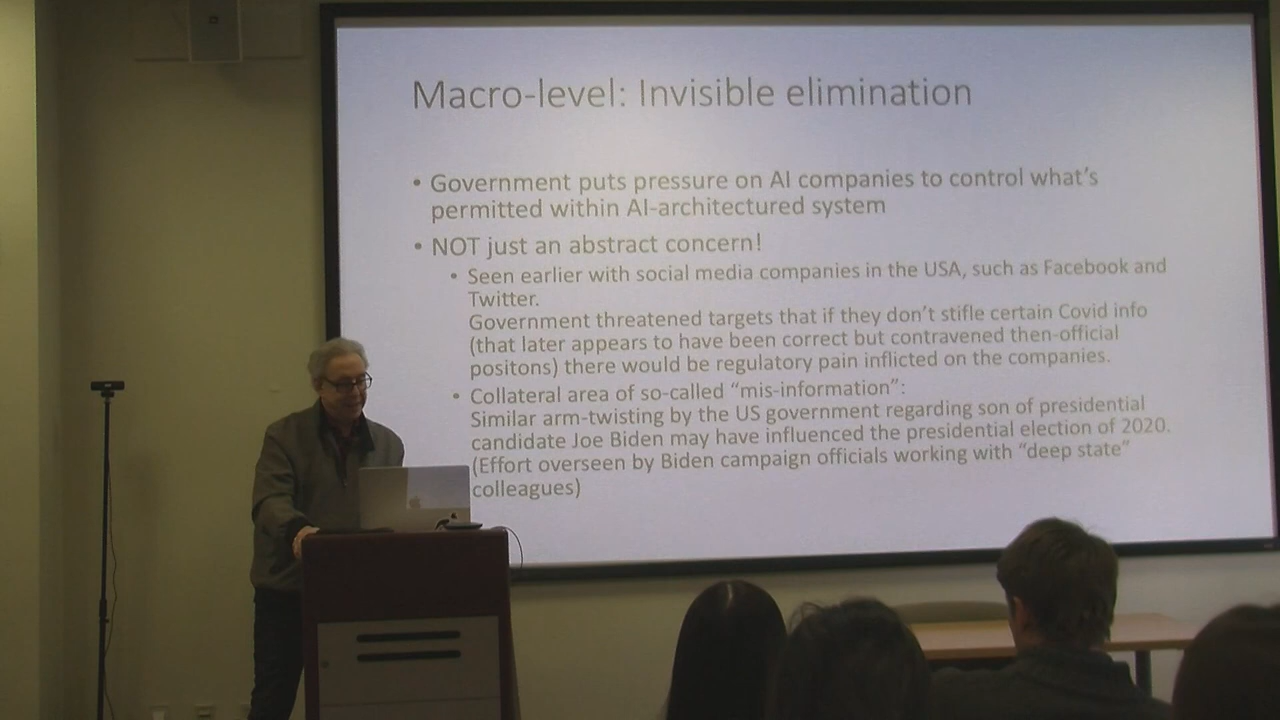 Macro-level: Invisible elimination
• Government puts pressure on AI companies to control what's
permitted within AI-architectured system
• NOT just an abstract concern!
• Seen earlier with social media companies in the USA, such as Facebook and
Twitter.
Government threatened targets that if they don't stifle certain Covid info
(that later appears to have been correct but contravened then-official
positons) there would be regulatory pain inflicted on the companies.
• Collateral area of so-called "mis-information":
Similar arm-twisting by the US government regarding son of presidential
candidate Joe Biden may have influenced the presidential election of 2020.
(Effort overseen by Biden campaign officials working with "deep state"
colleagues)